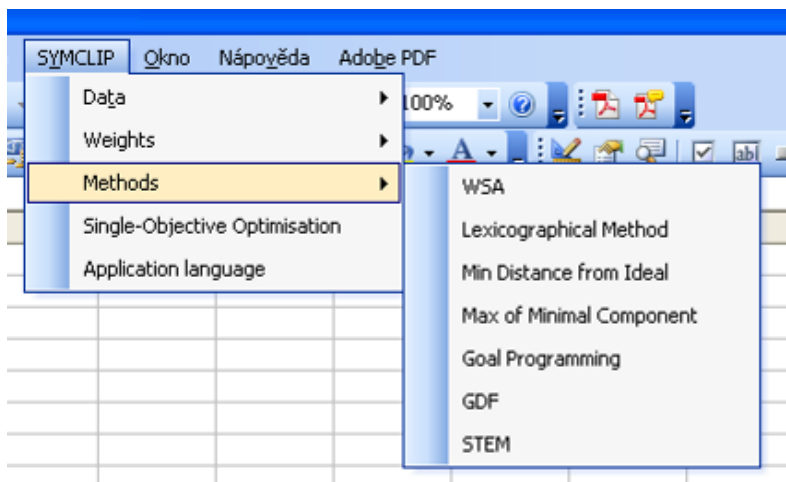 SYMCLIP Okno Nápověda Adobe PDF
Data
100%
Weights
A
abl
Methods
WSA
Single-Objective Optimisation
Lexicographical Method
Application language
Min Distance from Ideal
Max of Minimal Component
Goal Programming
GDF
STEM